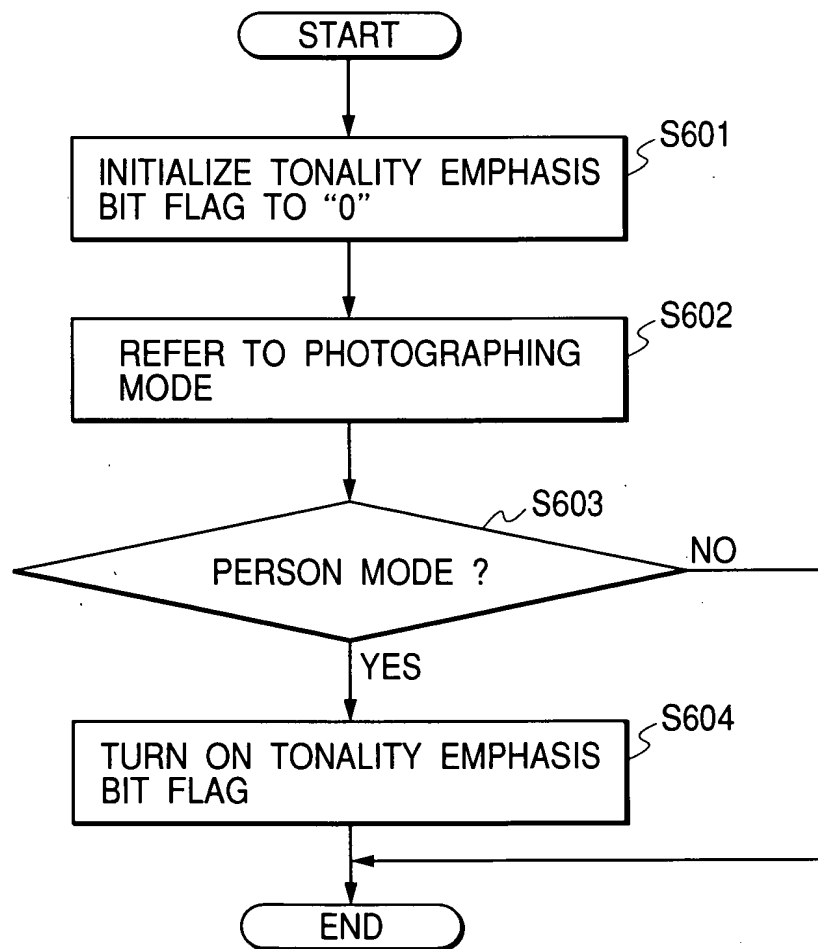 START
S601
INITIALIZE TONALITY EMPHASIS
BIT FLAG TO “0”
S602
REFER TO PHOTOGRAPHING
MODE
S603
PERSON MODE ?
NO
YES
S604
TURN ON TONALITY EMPHASIS
BIT FLAG
END